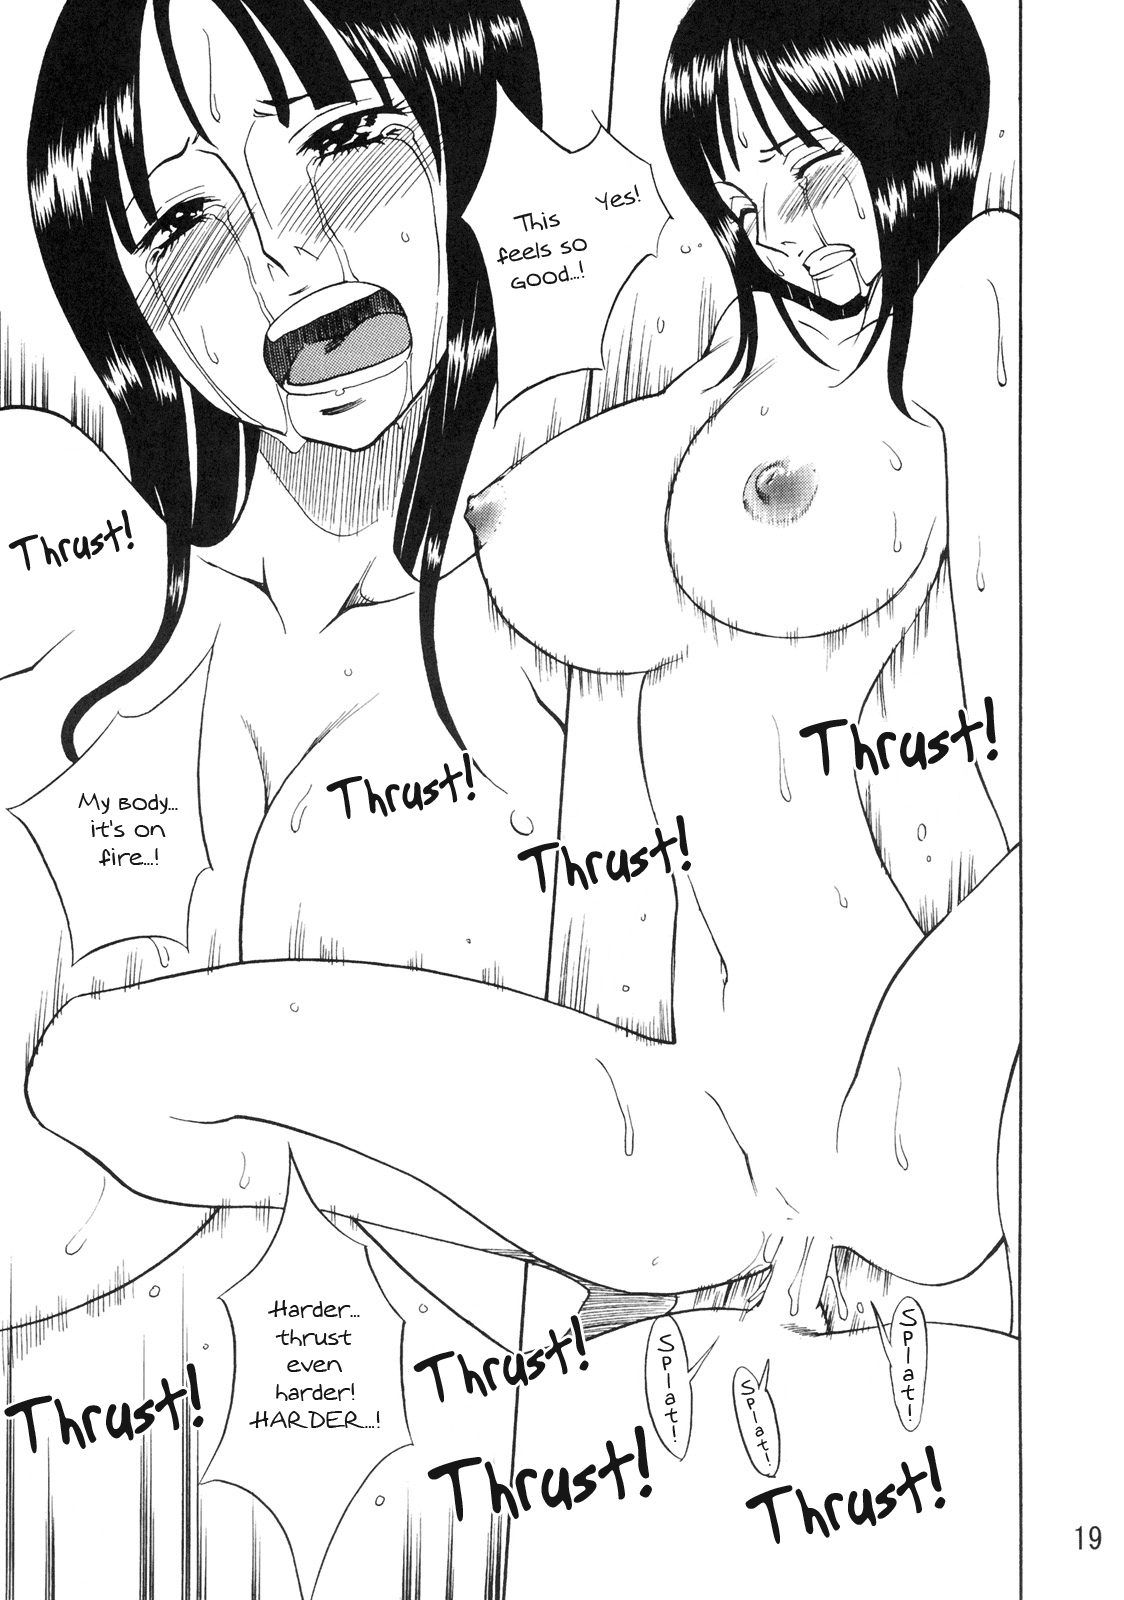 Yes!
This
feels so
GOOD...!
Thrust!
Thrust!
Thrust!
Thrust!
My BODY...
it's on
fire...!
Harder...
thrust
even
harder!
HARDER...!
Splat!
Splat!
Splat!
Thrust!
Thrust!
Thrust!
Thrust!
19